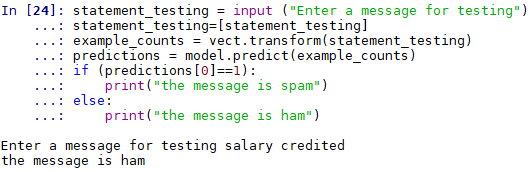 In [24]: statement_testing = input ("Enter a message for testing")
    ...: statement_testing=[statement_testing]
    ...: example_counts = vect.transform(statement_testing)
    ...: predictions = model.predict(example_counts)
    ...: if (predictions[0]==1):
    ...:     print("the message is spam")
    ...: else:
    ...:     print("the message is ham")

Enter a message for testing salary credited
the message is ham